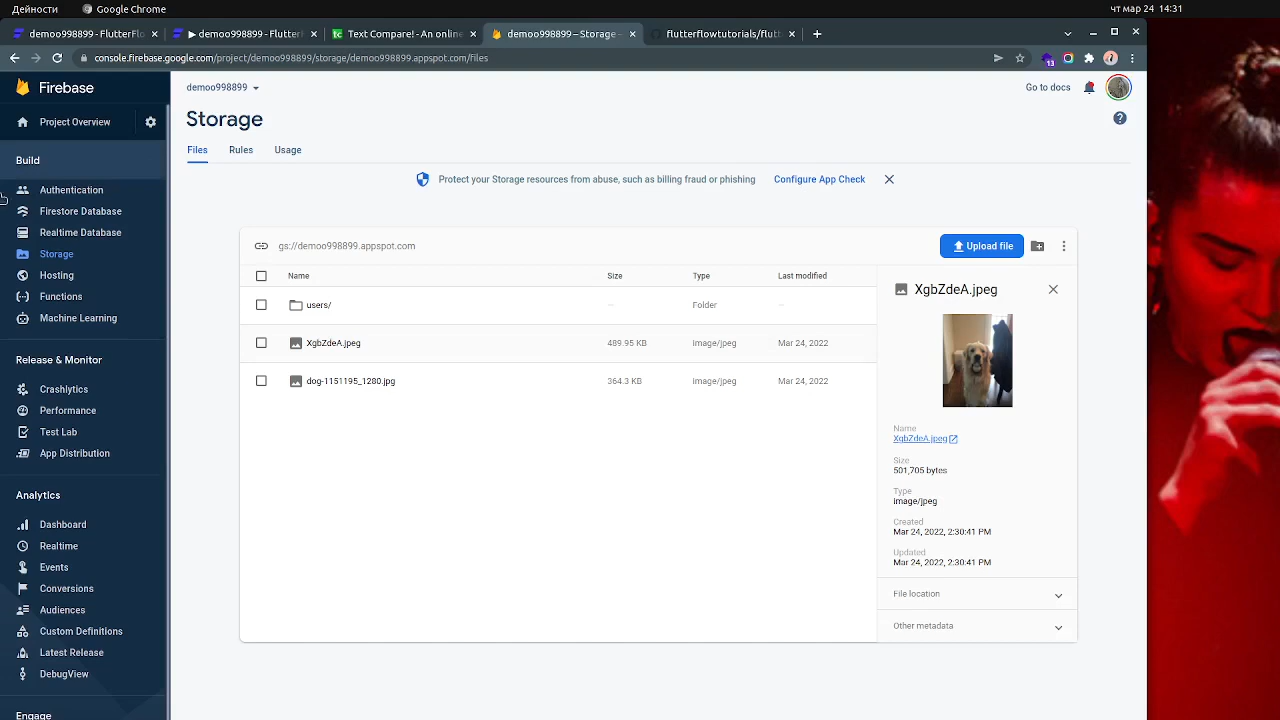 Дейности
Google Chrome
чт мар 24 14:31
demoo998899 - FlutterFlo
▶ demoo998899 - Flutterf
Text Compare! - An online
demoo998899 – Storage –
flutterflowtutorials/flutt
console.firebase.google.com/project/demoo998899/storage/demoo998899.appspot.com/files
13
Firebase
Project Overview
Build
Authentication
Firestore Database
Realtime Database
Storage
Hosting
Functions
Machine Learning
Release & Monitor
Crashlytics
Performance
Test Lab
App Distribution
Analytics
Dashboard
Realtime
Events
Conversions
Audiences
Custom Definitions
Latest Release
DebugView
Engage
demoo998899
Go to docs
Storage
Files
Rules
Usage
Protect your Storage resources from abuse, such as billing fraud or phishing
Configure App Check
gs://demoo998899.appspot.com
Upload file
Name
Size
Type
Last modified
users/
—
Folder
—
XgbZdeA.jpeg
489.95 KB
image/jpeg
Mar 24, 2022
dog-1151195_1280.jpg
364.3 KB
image/jpeg
Mar 24, 2022
XgbZdeA.jpeg
Name
XgbZdeA.jpeg
Size
501,705 bytes
Type
image/jpeg
Created
Mar 24, 2022, 2:30:41 PM
Updated
Mar 24, 2022, 2:30:41 PM
File location
Other metadata